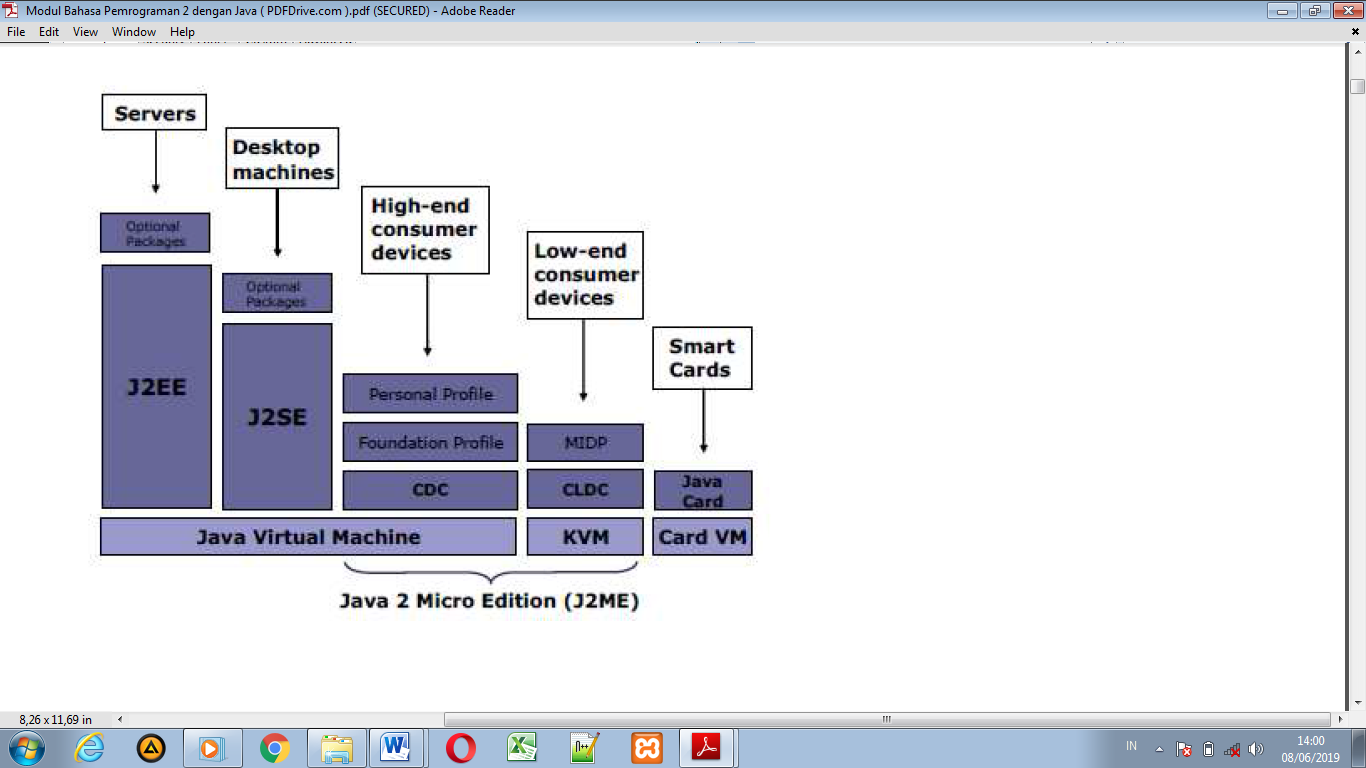 Modul Bahasa Pemrograman 2 dengan Java ( PDFDrive.com ).pdf (SECURED) - Adobe Reader
File Edit View Window Help
Servers
Desktop
machines
High-end
consumer
devices
Low-end
consumer
devices
Smart
Cards
Optional
Packages
J2EE
Optional
Packages
J2SE
Personal Profile
Foundation Profile
CDC
MIDP
CLDC
Java
Card
Java Virtual Machine
KVM
Card VM
Java 2 Micro Edition (J2ME)
8,26 x 11,69 in
IN
14:00
08/06/2019